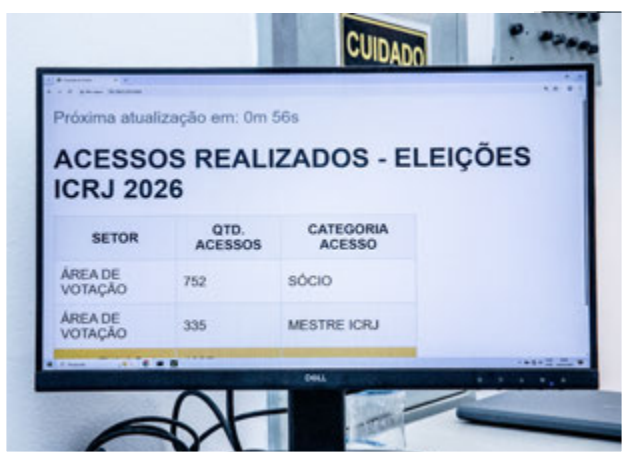 CUIDADO
Próxima atualização em: 0m 56s
ACESSOS REALIZADOS - ELEIÇÕES
ICRJ 2026
SETOR
QTD.
ACESSOS
CATEGORIA
ACESSO
ÁREA DE
VOTAÇÃO
752
SÓCIO
ÁREA DE
VOTAÇÃO
335
MESTRE ICRJ
DELL